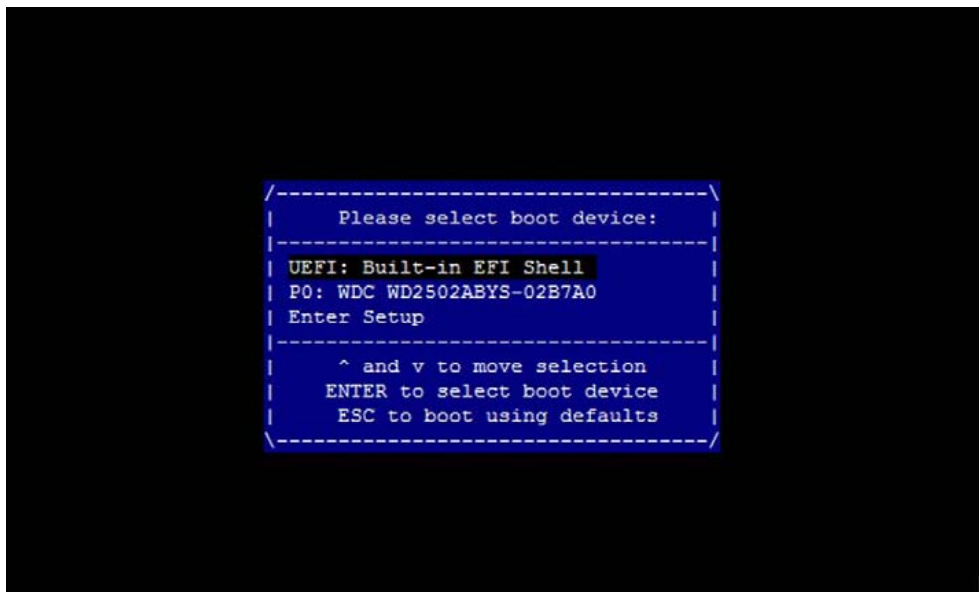 /-----------------------------------\
| Please select boot device: |
|-----------------------------------|
| UEFI: Built-in EFI Shell |
| P0: WDC WD2502ABYS-02B7A0 |
| Enter Setup |
|-----------------------------------|
| ^ and v to move selection |
| ENTER to select boot device |
| ESC to boot using defaults |
\-----------------------------------/